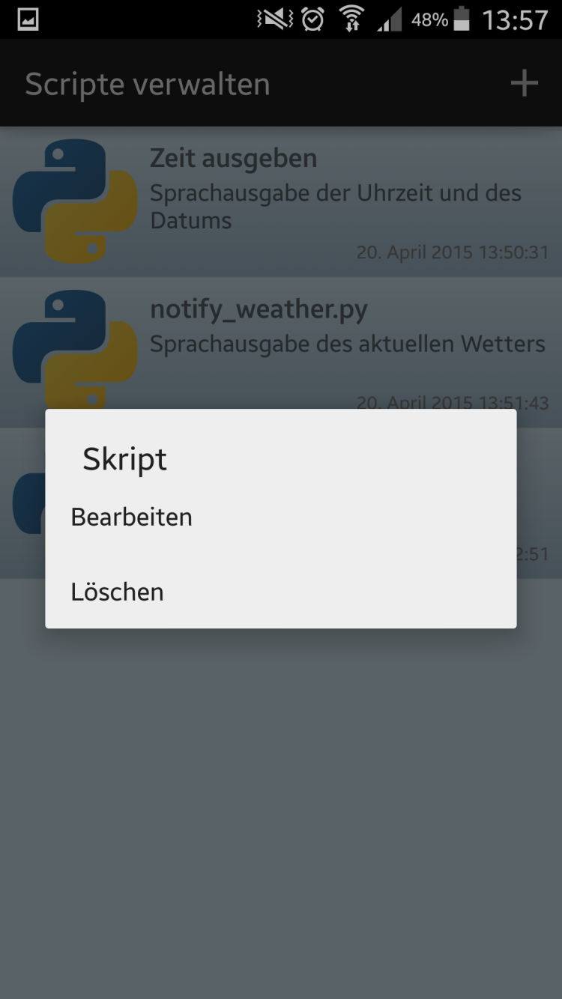 48% 13:57
Scripte verwalten
Zeit ausgeben
Sprachausgabe der Uhrzeit und des
Datums
20. April 2015 13:50:31
notify_weather.py
Sprachausgabe des aktuellen Wetters
20. April 2015 13:51:43
Skript
Bearbeiten
2:51
Löschen